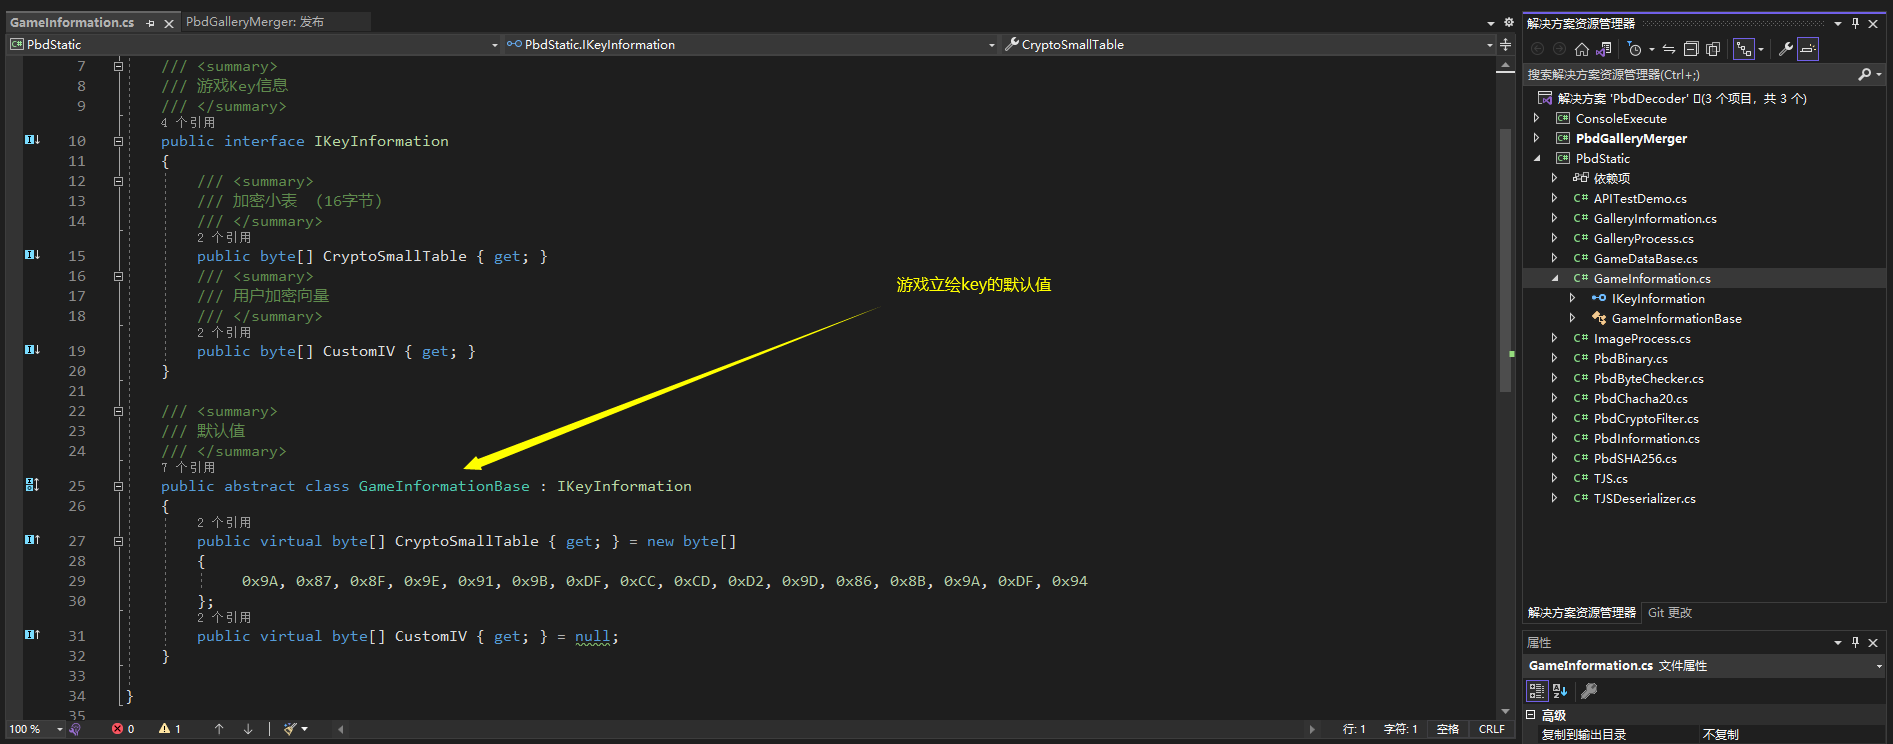 GameInformation.cs
PbdGalleryMerger: 发布
PbdStatic
PbdStatic.IKeyInformation
CryptoSmallTable
7 /// <summary>
8 /// 游戏Key信息
9 /// </summary>
4 个引用
10 public interface IKeyInformation
11 {
12 /// <summary>
13 /// 加密小表 （16字节）
14 /// </summary>
2 个引用
15 public byte[] CryptoSmallTable { get; }
16 /// <summary>
17 /// 用户加密向量
18 /// </summary>
2 个引用
19 public byte[] CustomIV { get; }
20 }
21
22 /// <summary>
23 /// 默认值
24 /// </summary>
7 个引用
25 public abstract class GameInformationBase : IKeyInformation
26 {
2 个引用
27 public virtual byte[] CryptoSmallTable { get; } = new byte[]
28 {
29 0x9A, 0x87, 0x8F, 0x9E, 0x91, 0x9B, 0xDF, 0xCC, 0xCD, 0xD2, 0x9D, 0x86, 0x8B, 0x9A, 0xDF, 0x94
30 };
2 个引用
31 public virtual byte[] CustomIV { get; } = null;
32 }
33
34 }
35
游戏立绘key的默认值
100 %
0
1
行: 1
字符: 1
空格
CRLF
解决方案资源管理器
搜索解决方案资源管理器(Ctrl+;)
解决方案 'PbdDecoder' (3 个项目，共 3 个)
ConsoleExecute
PbdGalleryMerger
PbdStatic
依赖项
C# APITestDemo.cs
C# GalleryInformation.cs
C# GalleryProcess.cs
C# GameDataBase.cs
C# GameInformation.cs
IKeyInformation
GameInformationBase
C# ImageProcess.cs
C# PbdBinary.cs
C# PbdByteChecker.cs
C# PbdChacha20.cs
C# PbdCryptoFilter.cs
C# PbdInformation.cs
C# PbdSHA256.cs
C# TJS.cs
C# TJSDeserializer.cs
解决方案资源管理器
Git 更改
属性
GameInformation.cs 文件属性
高级
复制到输出目录
不复制